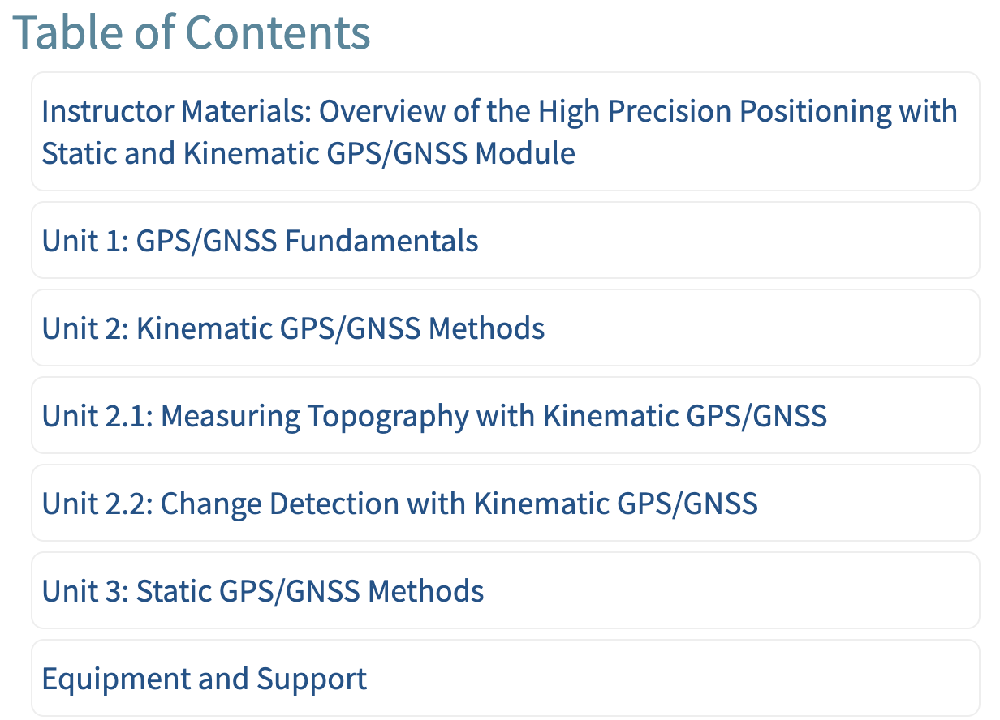 Table of Contents
Instructor Materials: Overview of the High Precision Positioning with
Static and Kinematic GPS/GNSS Module
Unit 1: GPS/GNSS Fundamentals
Unit 2: Kinematic GPS/GNSS Methods
Unit 2.1: Measuring Topography with Kinematic GPS/GNSS
Unit 2.2: Change Detection with Kinematic GPS/GNSS
Unit 3: Static GPS/GNSS Methods
Equipment and Support